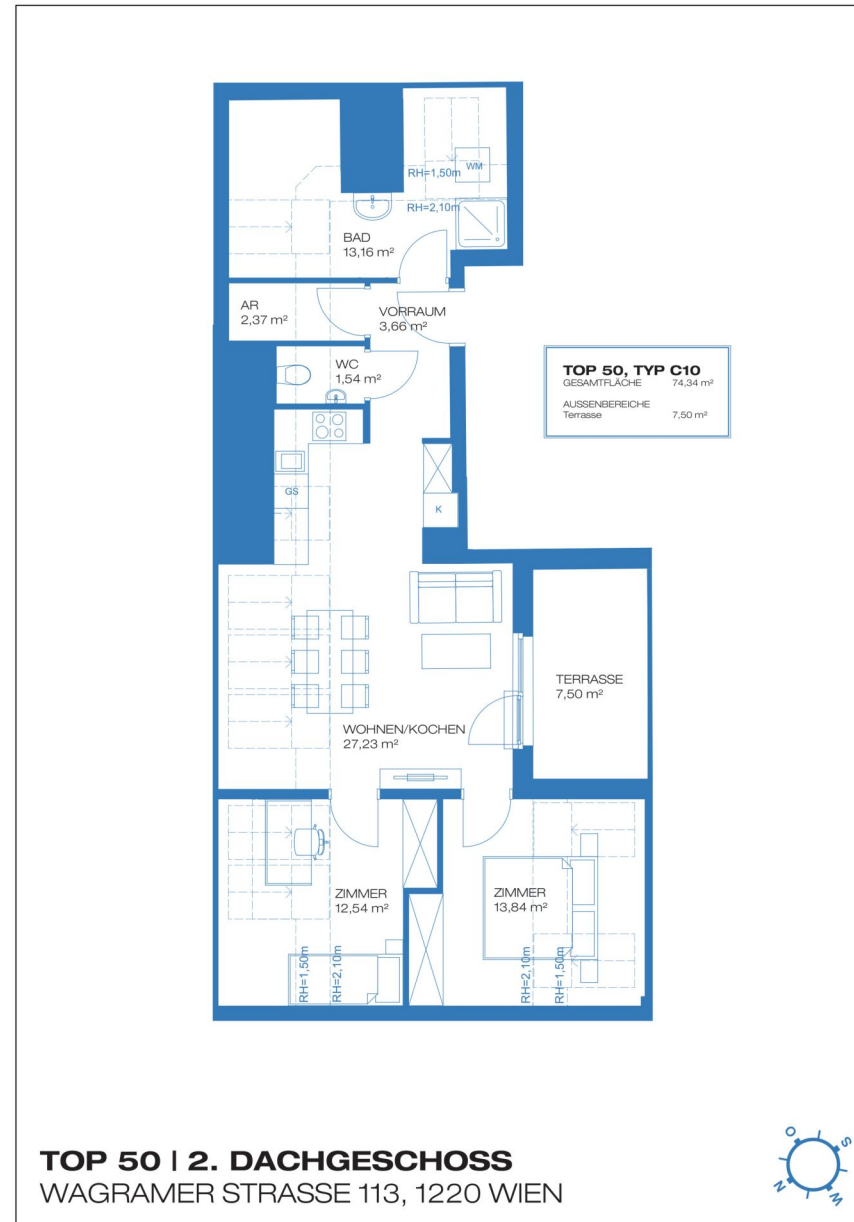 RH=1,50m
WM
RH=2,10m
BAD
13,16 m²
AR
2,37 m²
VORRAUM
3,66 m²
WC
1,54 m²
TOP 50, TYP C10
GESAMTFLÄCHE 74,34 m²
AUSSENBEREICHE
Terrasse 7,50 m²
GS
K
TERRASSE
7,50 m²
WOHNEN/KOCHEN
27,23 m²
ZIMMER
12,54 m²
ZIMMER
13,84 m²
RH=1,50m
RH=2,10m
RH=2,10m
RH=1,50m
TOP 50 | 2. DACHGESCHOSS
WAGRAMER STRASSE 113, 1220 WIEN
O
S
N
W